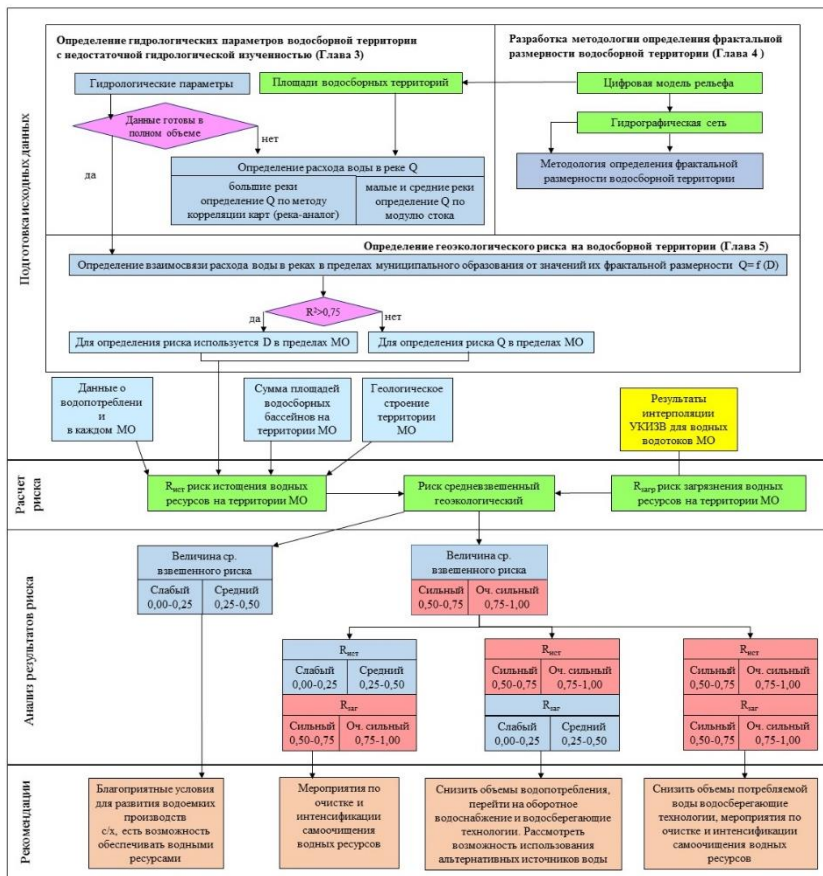 Подготовка исходных данных
Определение гидрологических параметров водосборной территории
с недостаточной гидрологической изученностью (Глава 3)
Гидрологические параметры
Площади водосборных территорий
Данные готовы в
полном объеме
нет
да
Определение расхода воды в реке Q
большие реки
определение Q по методу
корреляции карт (река-аналог)
малые и средние реки
определение Q по
модулю стока
Разработка методологии определения фрактальной
размерности водосборной территории (Глава 4 )
Цифровая модель рельефа
Гидрографическая сеть
Методология определения фрактальной
размерности водосборной территории
Определение геоэкологического риска на водосборной территории (Глава 5)
Определение взаимосвязи расхода воды в реках в пределах муниципального образования от значений их фрактальной размерности Q= f (D)
R²>0,75
да
нет
Для определения риска используется D в пределах МО
Для определения риска Q в пределах МО
Данные о
водопотреблени
и
в каждом МО
Сумма площадей
водосборных
бассейнов на
территории МО
Геологическое
строение
территории
МО
Результаты
интерполяции
УКИЗВ для водных
водотоков МО
Расчет
риска
Rист риск истощения водных
ресурсов на территории МО
Риск средневзвешенный
геоэкологический
Rзагр риск загрязнения водных
ресурсов на территории МО
Анализ результатов риска
Величина ср.
взвешенного риска
Слабый
0,00-0,25
Средний
0,25-0,50
Величина ср.
взвешенного риска
Сильный
0,50-0,75
Оч. сильный
0,75-1,00
Rист
Слабый
0,00-0,25
Средний
0,25-0,50
Rзаг
Сильный
0,50-0,75
Оч. сильный
0,75-1,00
Rист
Сильный
0,50-0,75
Оч. сильный
0,75-1,00
Rзаг
Слабый
0,00-0,25
Средний
0,25-0,50
Rист
Сильный
0,50-0,75
Оч. сильный
0,75-1,00
Rзаг
Сильный
0,50-0,75
Оч. сильный
0,75-1,00
Рекомендации
Благоприятные условия
для развития водоемких
производств
с/х, есть возможность
обеспечивать водными
ресурсами
Мероприятия по
очистке и
интенсификации
самоочищения
водных ресурсов
Снизить объемы водопотребления,
перейти на оборотное
водоснабжение и водосберегающие
технологии. Рассмотреть
возможность использования
альтернативных источников воды
Снизить объемы потребляемой
воды водосберегающие
технологии, мероприятия по
очистке и интенсификации
самоочищения водных
ресурсов